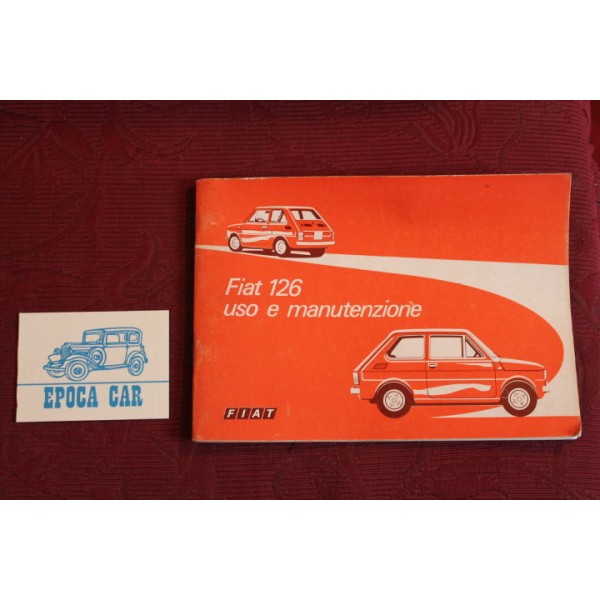 EPOCA CAR
Fiat 126
uso e manutenzione
FIAT